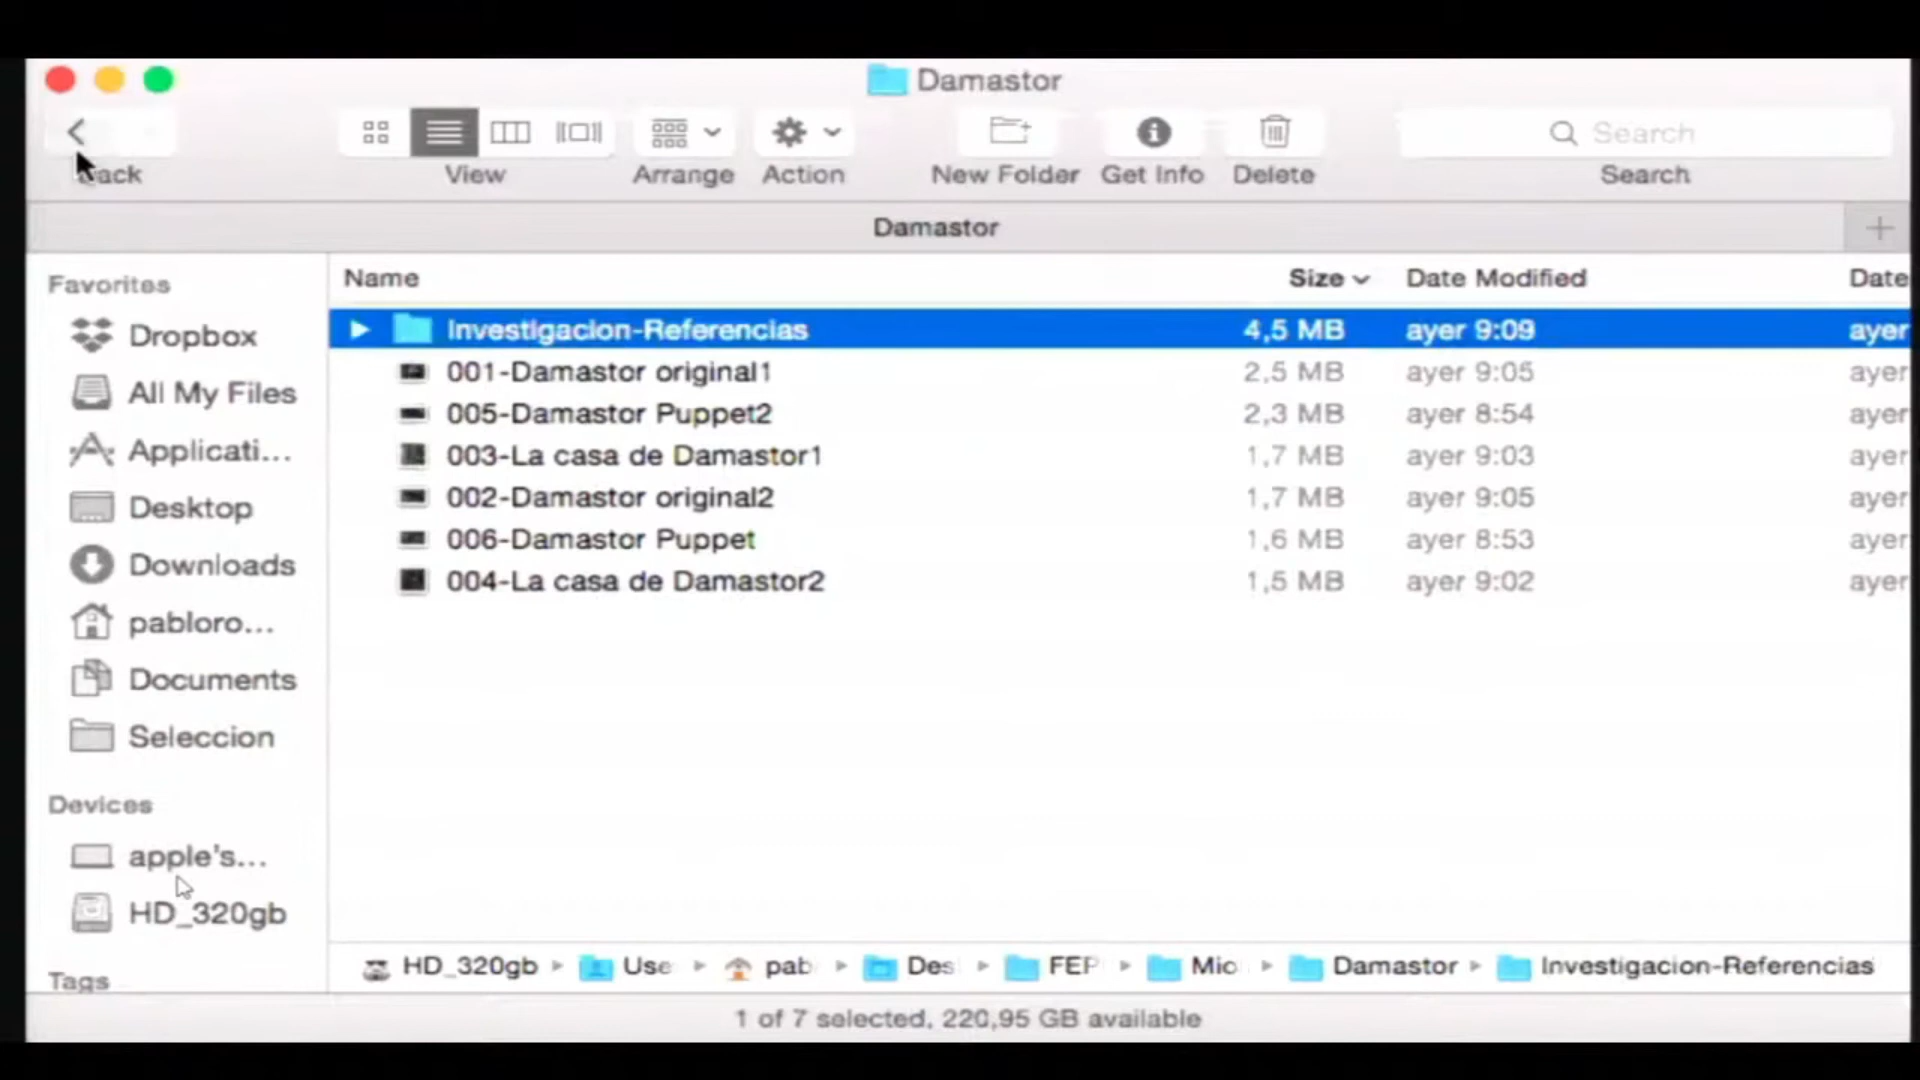 Damastor
Back View Arrange Action New Folder Get Info Delete Search
Search
Damastor
Name Size Date Modified Date
Favorites
Dropbox
All My Files
Applicati...
Desktop
Downloads
pabloro...
Documents
Seleccion
Devices
apple's...
HD_320gb
Tags
Investigacion-Referencias 4,5 MB ayer 9:09 ayer
001-Damastor original1 2,5 MB ayer 9:05 ayer
005-Damastor Puppet2 2,3 MB ayer 8:54 ayer
003-La casa de Damastor1 1,7 MB ayer 9:03 ayer
002-Damastor original2 1,7 MB ayer 9:05 ayer
006-Damastor Puppet 1,6 MB ayer 8:53 ayer
004-La casa de Damastor2 1,5 MB ayer 9:02 ayer
HD_320gb Use pab Des FEP Mio Damastor Investigacion-Referencias
1 of 7 selected, 220,95 GB available